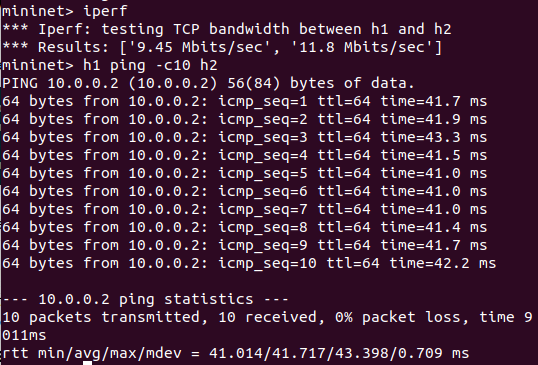 mininet> iperf
*** Iperf: testing TCP bandwidth between h1 and h2
*** Results: ['9.45 Mbits/sec', '11.8 Mbits/sec']
mininet> h1 ping -c10 h2
PING 10.0.0.2 (10.0.0.2) 56(84) bytes of data.
64 bytes from 10.0.0.2: icmp_seq=1 ttl=64 time=41.7 ms
64 bytes from 10.0.0.2: icmp_seq=2 ttl=64 time=41.9 ms
64 bytes from 10.0.0.2: icmp_seq=3 ttl=64 time=43.3 ms
64 bytes from 10.0.0.2: icmp_seq=4 ttl=64 time=41.5 ms
64 bytes from 10.0.0.2: icmp_seq=5 ttl=64 time=41.0 ms
64 bytes from 10.0.0.2: icmp_seq=6 ttl=64 time=41.0 ms
64 bytes from 10.0.0.2: icmp_seq=7 ttl=64 time=41.0 ms
64 bytes from 10.0.0.2: icmp_seq=8 ttl=64 time=41.4 ms
64 bytes from 10.0.0.2: icmp_seq=9 ttl=64 time=41.7 ms
64 bytes from 10.0.0.2: icmp_seq=10 ttl=64 time=42.2 ms
--- 10.0.0.2 ping statistics ---
10 packets transmitted, 10 received, 0% packet loss, time 9
011ms
rtt min/avg/max/mdev = 41.014/41.717/43.398/0.709 ms